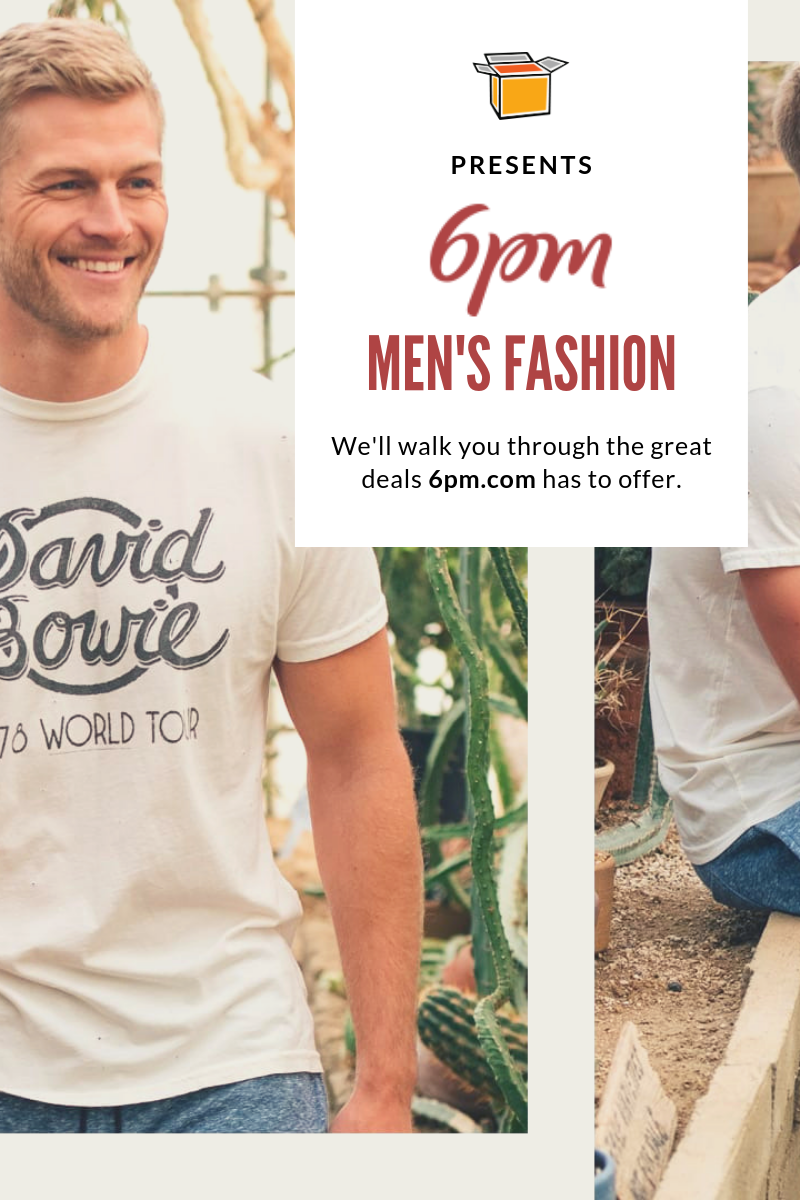 PRESENTS
6pm
MEN'S FASHION
We'll walk you through the great
deals 6pm.com has to offer.
David
Bowie
78 WORLD TOUR